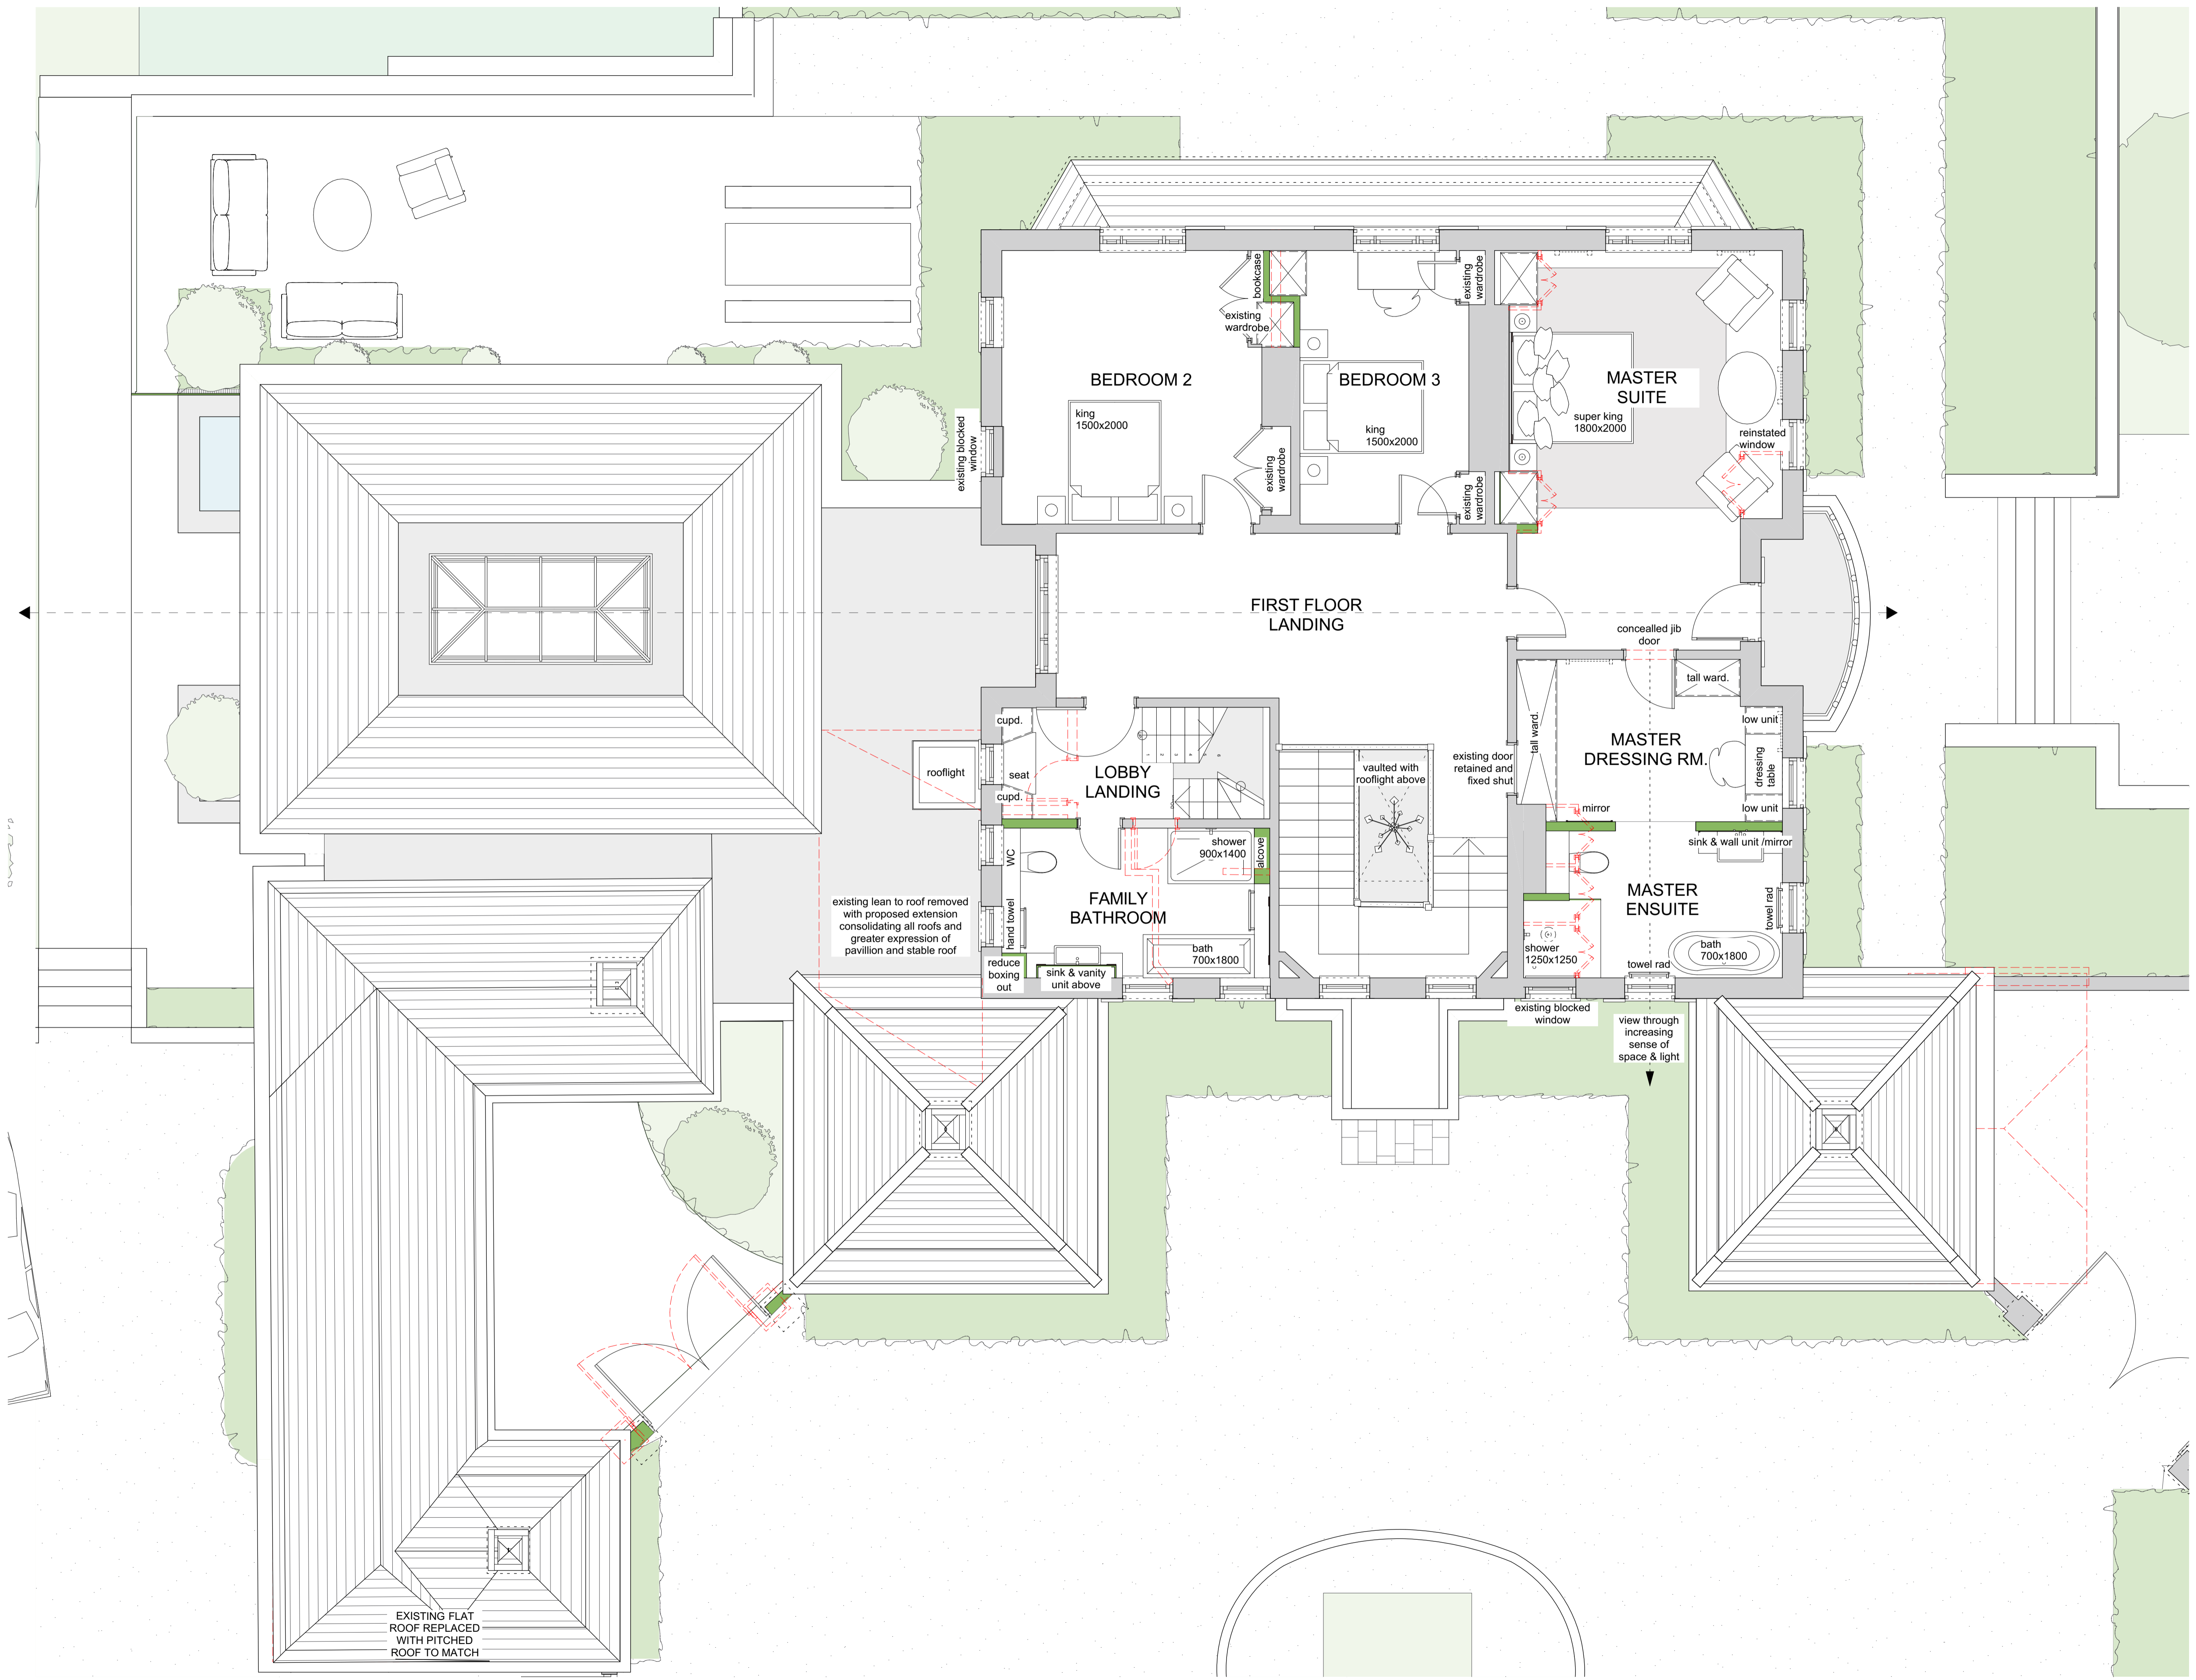 bookcase
existing
wardrobe
existing
wardrobe
BEDROOM 2
king
1500x2000
existing blocked
window
existing
wardrobe
BEDROOM 3
king
1500x2000
existing
wardrobe
MASTER
SUITE
super king
1800x2000
reinstated
window
FIRST FLOOR
LANDING
concealled jib
door
tall ward.
tall ward.
low unit
MASTER
DRESSING RM.
dressing
table
low unit
mirror
existing door
retained and
fixed shut
vaulted with
rooflight above
cupd.
seat
cupd.
LOBBY
LANDING
rooflight
WC
shower
900x1400
alcove
FAMILY
BATHROOM
hand towel
bath
700x1800
reduce
boxing
out
sink & vanity
unit above
existing lean to roof removed
with proposed extension
consolidating all roofs and
greater expression of
pavillion and stable roof
sink & wall unit /mirror
MASTER
ENSUITE
towel rad
shower
1250x1250
towel rad
bath
700x1800
existing blocked
window
view through
increasing
sense of
space & light
EXISTING FLAT
ROOF REPLACED
WITH PITCHED
ROOF TO MATCH